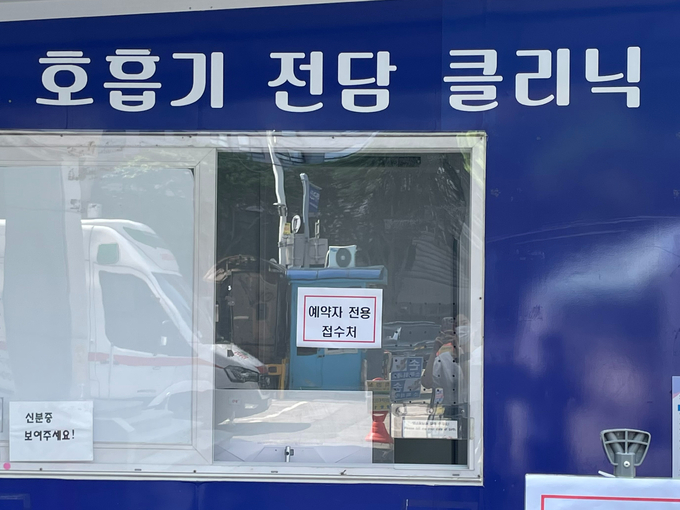 호흡기 전담 클리닉
예약자 전용
접수처
신분증
보여주세요!